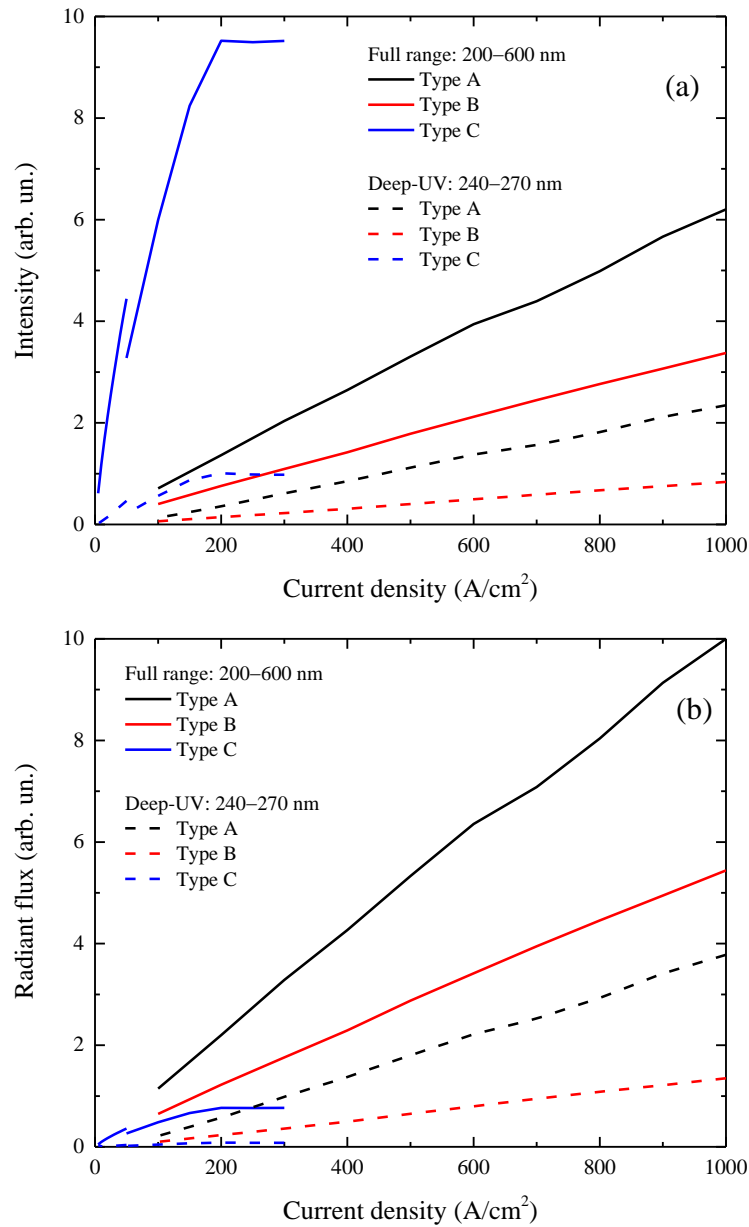 10
8
6
4
2
0
Intensity (arb. un.)
Full range: 200–600 nm
Type A
Type B
Type C
(a)
Deep-UV: 240–270 nm
Type A
Type B
Type C
0 200 400 600 800 1000
Current density (A/cm²)
10
8
6
4
2
0
Radiant flux (arb. un.)
Full range: 200–600 nm
Type A
Type B
Type C
(b)
Deep-UV: 240–270 nm
Type A
Type B
Type C
0 200 400 600 800 1000
Current density (A/cm²)